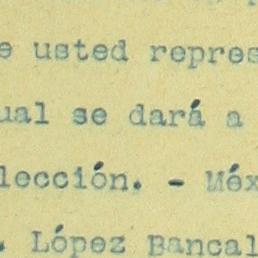 e usted repres
ual se dará a
lección. - Méx
. López Bancal